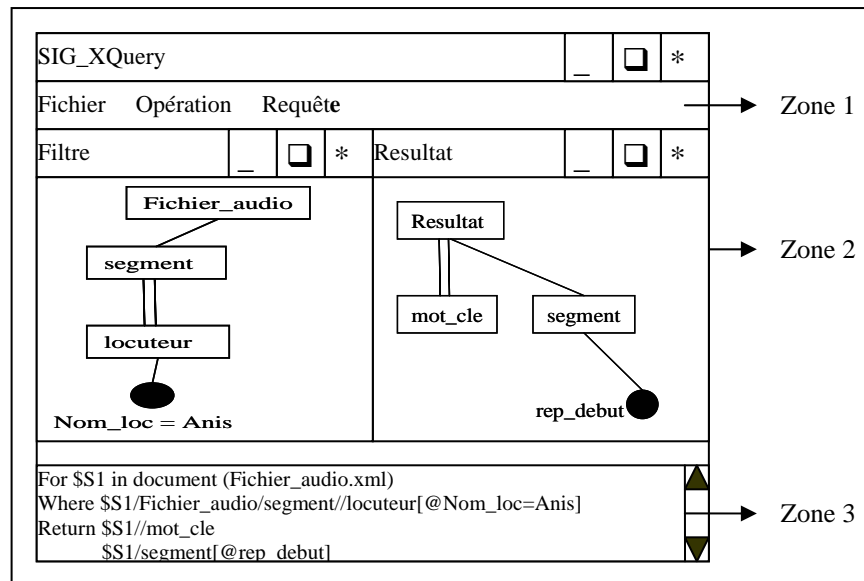 SIG_XQuery _ ❑ *
Fichier Opération Requête
Zone 1
Filtre _ ❑ * Resultat _ ❑ *
Fichier_audio
segment
locuteur
Nom_loc = Anis
Resultat
mot_cle segment
rep_debut
Zone 2
For $S1 in document (Fichier_audio.xml)
Where $S1/Fichier_audio/segment//locuteur[@Nom_loc=Anis]
Return $S1//mot_cle
$S1/segment[@rep_debut]
Zone 3